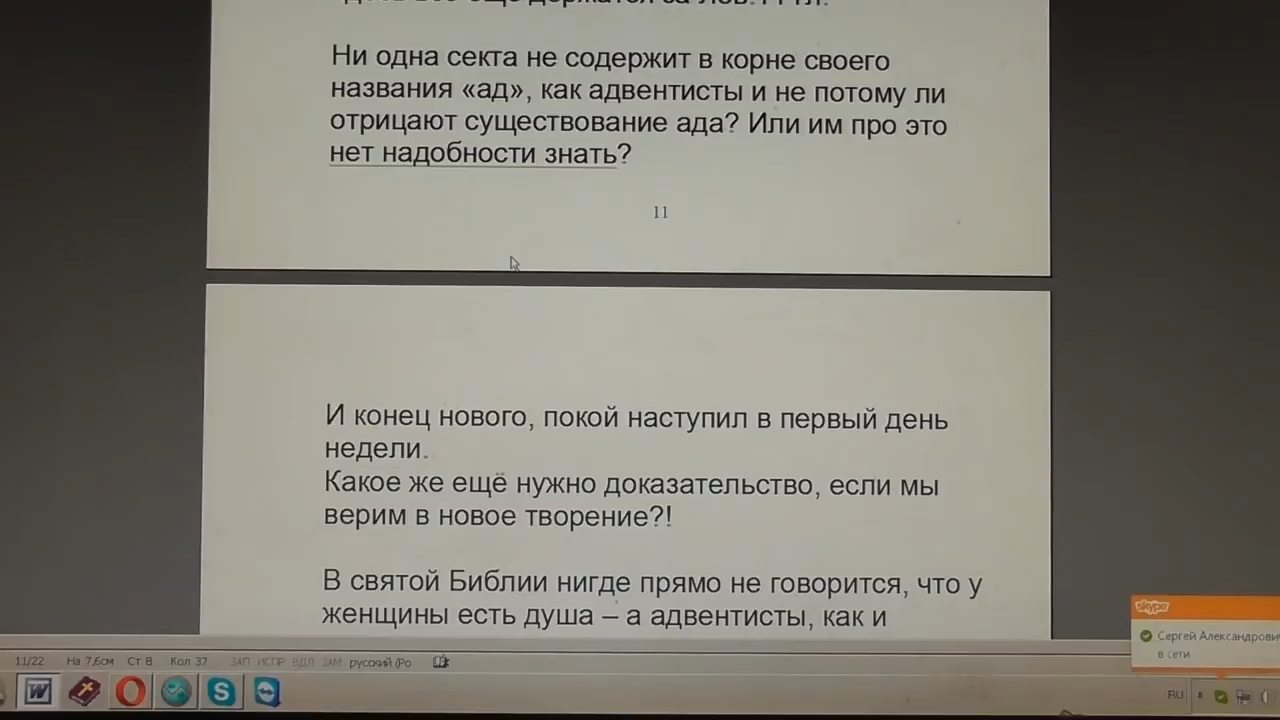 Ни одна секта не содержит в корне своего
названия «ад», как адвентисты и не потому ли
отрицают существование ада? Или им про это
нет надобности знать?
11
И конец нового, покой наступил в первый день
недели.
Какое же ещё нужно доказательство, если мы
верим в новое творение?!
В святой Библии нигде прямо не говорится, что у
женщины есть душа – а адвентисты, как и
skype
Сергей Александрович
в сети
11/22 На 7,6см Ст 8 Кол 37 ЗАП ИСПР ВДЛ ЗАМ русский (Ро
RU